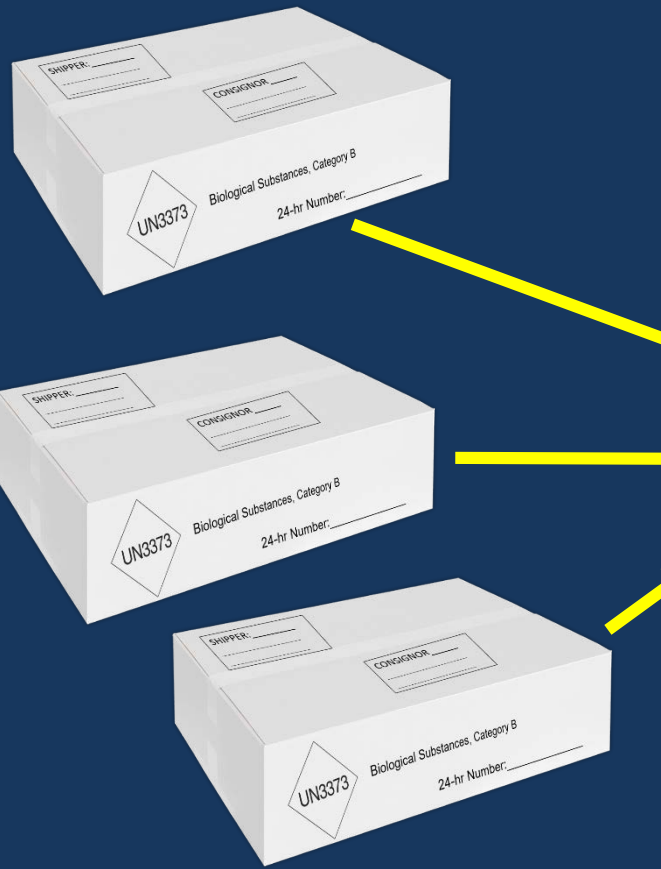 SHIPPER:
CONSIGNOR
UN3373
Biological Substances, Category B
24-hr Number:
SHIPPER:
CONSIGNOR
UN3373
Biological Substances, Category B
24-hr Number:
SHIPPER:
CONSIGNOR
UN3373
Biological Substances, Category B
24-hr Number: